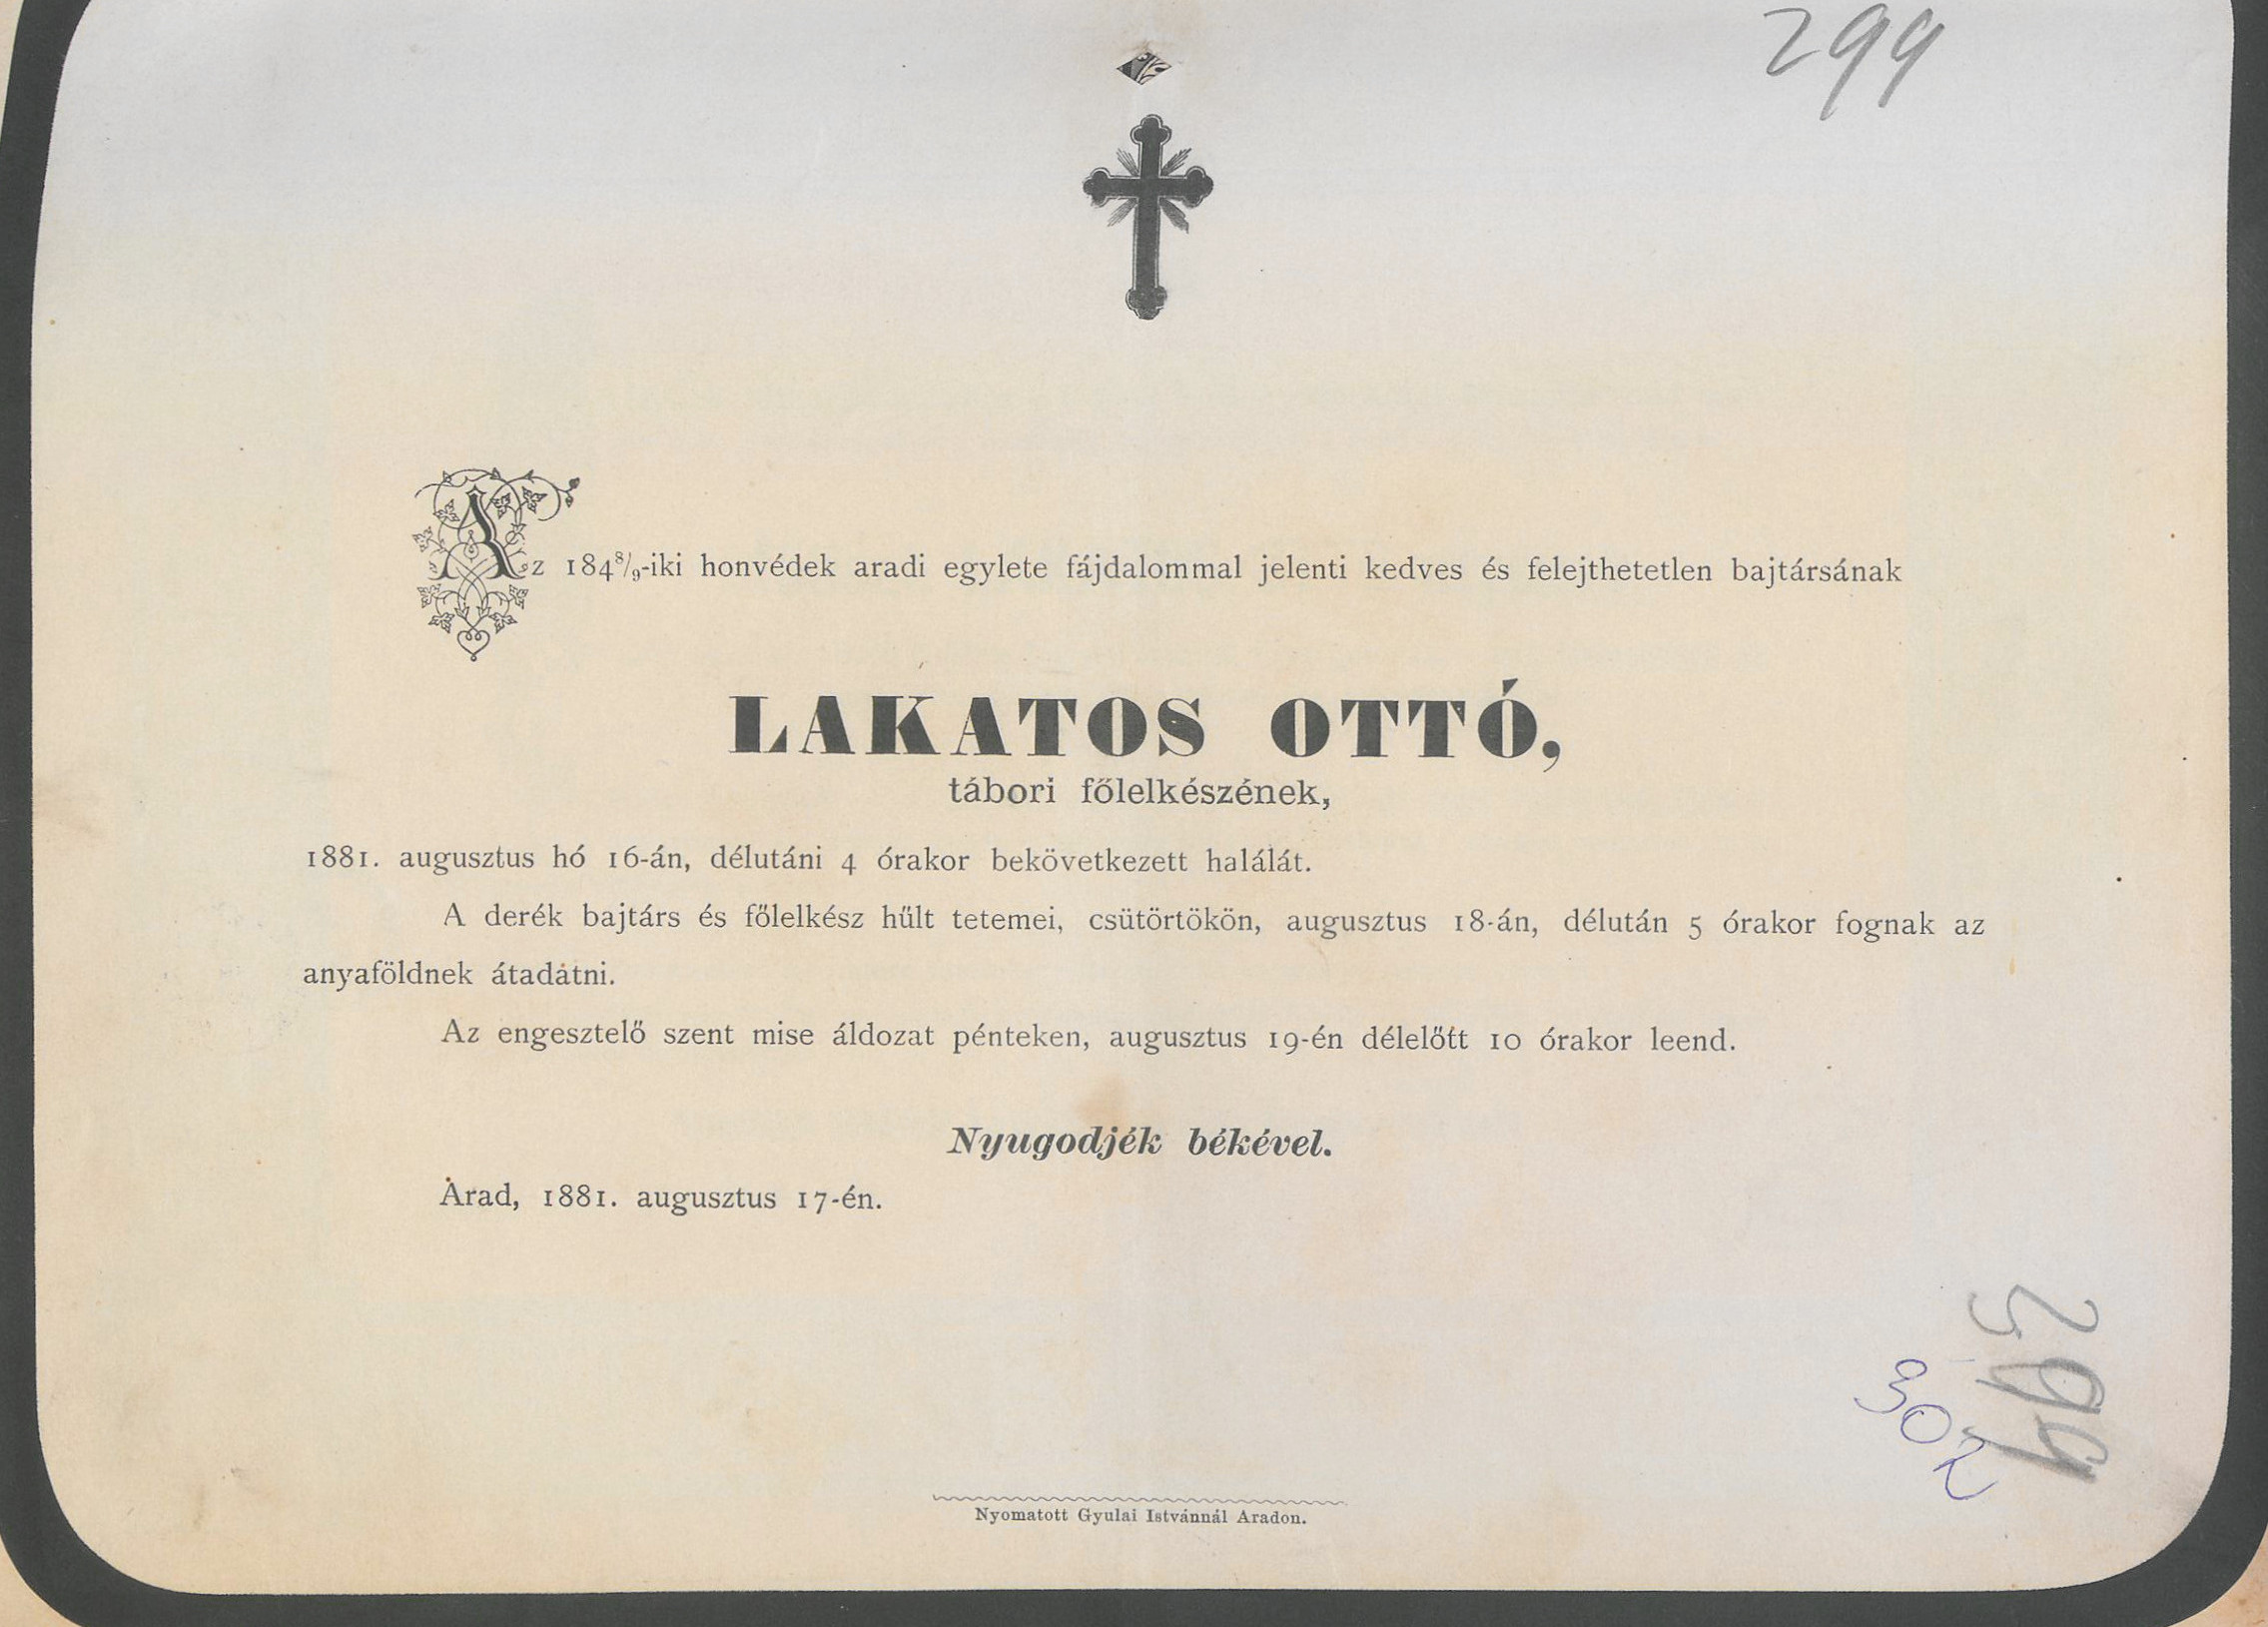 299
Az 184⁸/₉-iki honvédek aradi egylete fájdalommal jelenti kedves és felejthetetlen bajtársának
LAKATOS OTTÓ,
tábori főlelkészének,
1881. augusztus hó 16-án, délutáni 4 órakor bekövetkezett halálát.
A derék bajtárs és főlelkész hűlt tetemei, csütörtökön, augusztus 18-án, délután 5 órakor fognak az
anyaföldnek átadatni.
Az engesztelő szent mise áldozat pénteken, augusztus 19-én délelőtt 10 órakor leend.
Nyugodjék békével.
Arad, 1881. augusztus 17-én.
299
302
Nyomatott Gyulai Istvánnál Aradon.